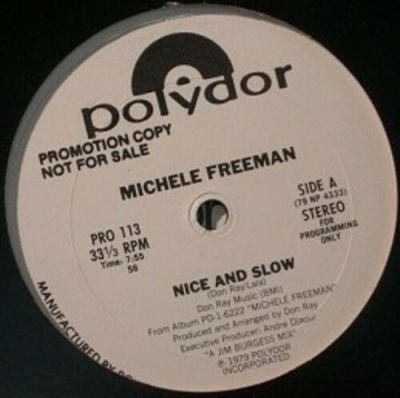 polydor
PROMOTION COPY
NOT FOR SALE
MICHELE FREEMAN
PRO 113
33⅓ RPM
Time: 7:55
56
SIDE A
(79 NP 4333)
STEREO
FOR
PROGRAMMING
ONLY
NICE AND SLOW
(Don Ray/Lala)
Don Ray Music (BMI)
From Album PD-1-6222 "MICHELE FREEMAN"
Produced and Arranged by Don Ray
Executive Producer: Andre Djaoui
"A JIM BURGESS MIX"
℗ 1979 POLYDOR
INCORPORATED
MANUFACTURED BY